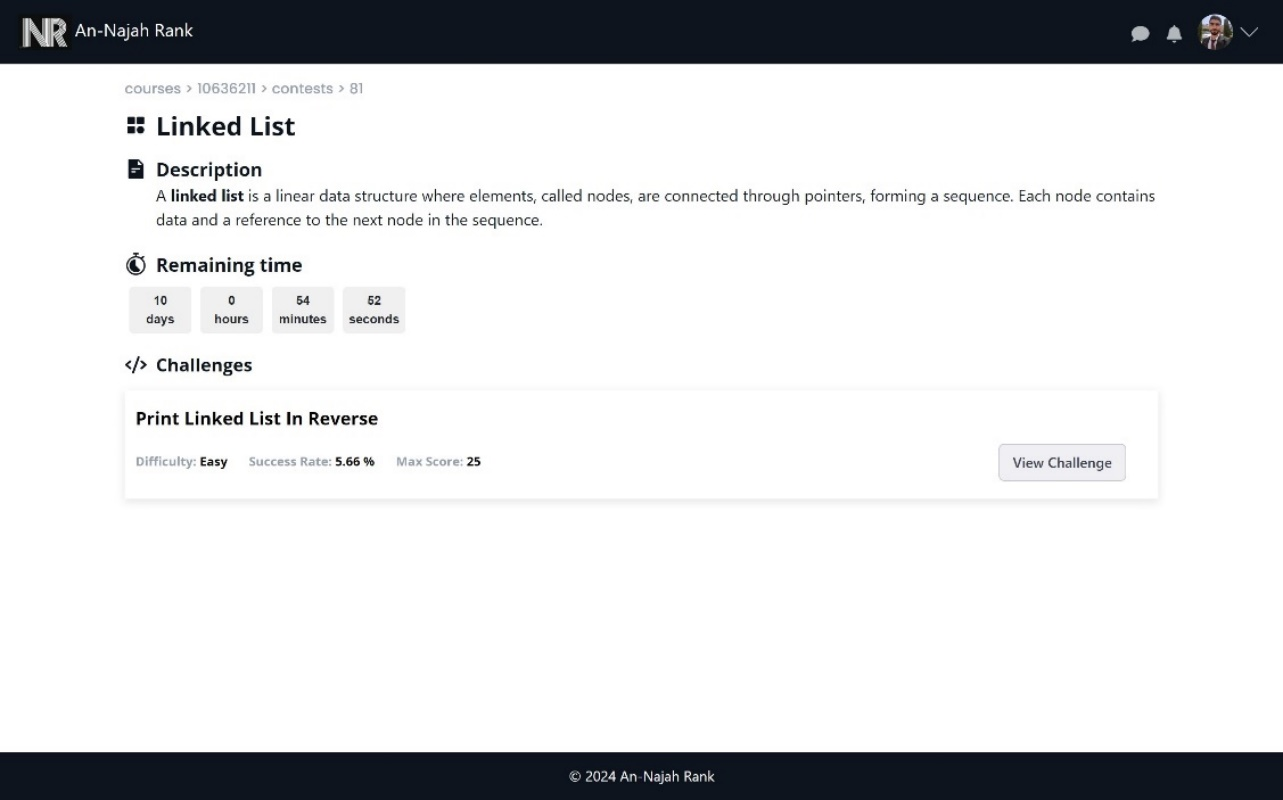 NR An-Najah Rank
courses > 10636211 > contests > 81
Linked List
Description
A linked list is a linear data structure where elements, called nodes, are connected through pointers, forming a sequence. Each node contains
data and a reference to the next node in the sequence.
Remaining time
10 0 54 52
days hours minutes seconds
</> Challenges
Print Linked List In Reverse
Difficulty: Easy Success Rate: 5.66 % Max Score: 25 View Challenge
© 2024 An-Najah Rank